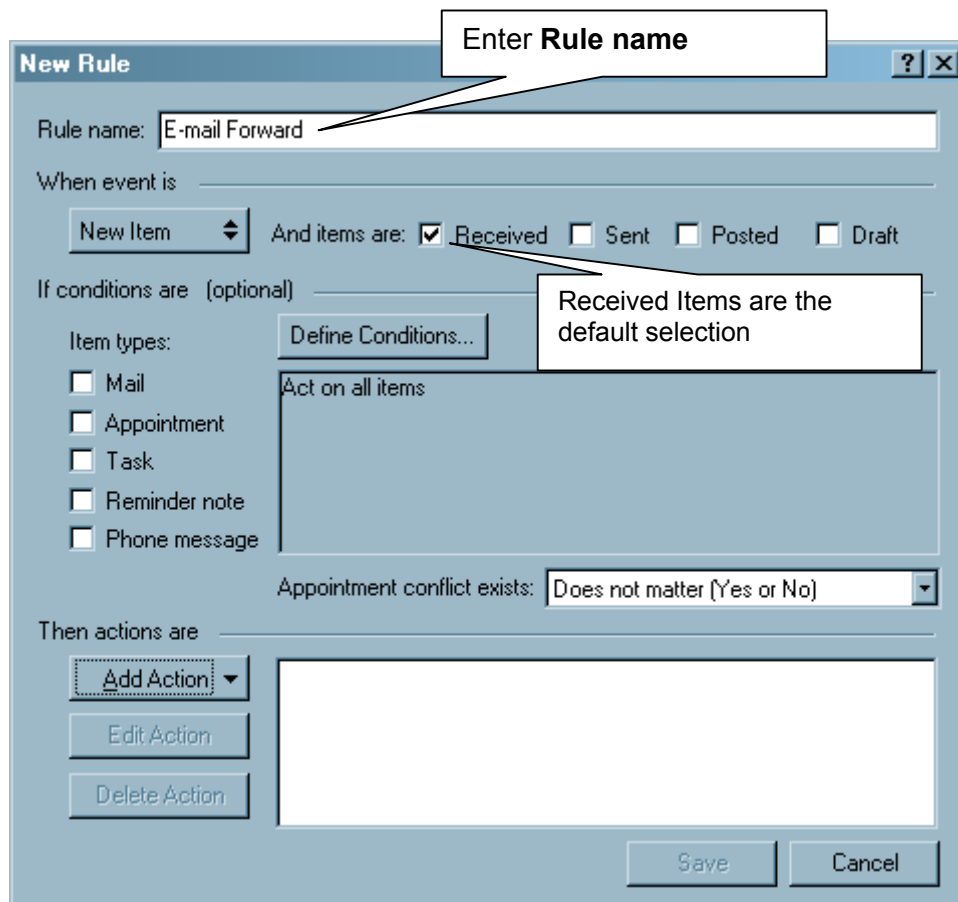 Enter Rule name
New Rule
Rule name: E-mail Forward
When event is
New Item And items are: Received Sent Posted Draft
If conditions are (optional)
Received Items are the
default selection
Item types: Define Conditions...
Mail
Act on all items
Appointment
Task
Reminder note
Phone message
Appointment conflict exists: Does not matter (Yes or No)
Then actions are
Add Action
Edit Action
Delete Action
Save Cancel